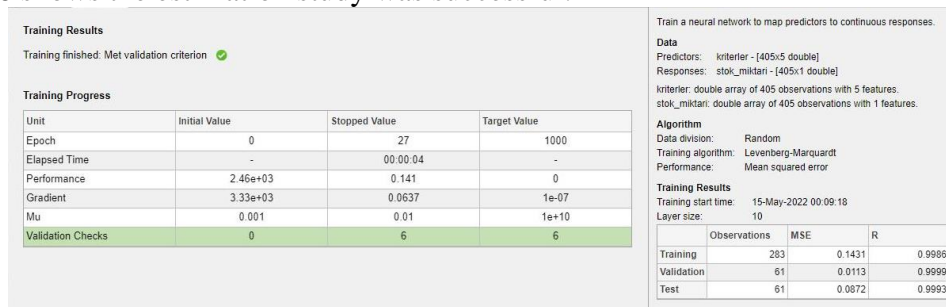 Training Results
Training finished: Met validation criterion
Training Progress
Unit Initial Value Stopped Value Target Value
Epoch 0 27 1000
Elapsed Time - 00:00:04 -
Performance 2.46e+03 0.141 0
Gradient 3.33e+03 0.0637 1e-07
Mu 0.001 0.01 1e+10
Validation Checks 0 6 6
Train a neural network to map predictors to continuous responses.
Data
Predictors: kriterler - [405x5 double]
Responses: stok_miktari - [405x1 double]
kriterler: double array of 405 observations with 5 features.
stok_miktari: double array of 405 observations with 1 features.
Algorithm
Data division: Random
Training algorithm: Levenberg-Marquardt
Performance: Mean squared error
Training Results
Training start time: 15-May-2022 00:09:18
Layer size: 10
Observations MSE R
Training 283 0.1431 0.9986
Validation 61 0.0113 0.9999
Test 61 0.0872 0.9993